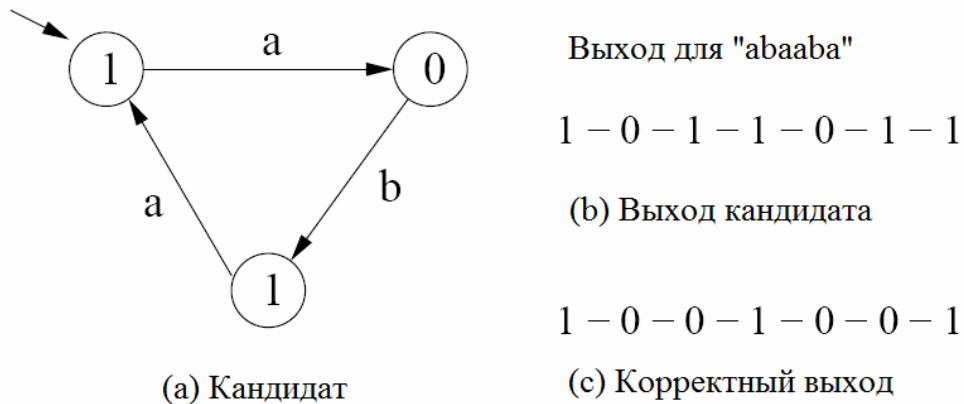 1
a
0
b
a
1
(a) Кандидат
Выход для "abaaba"
1 – 0 – 1 – 1 – 0 – 1 – 1
(b) Выход кандидата
1 – 0 – 0 – 1 – 0 – 0 – 1
(c) Корректный выход